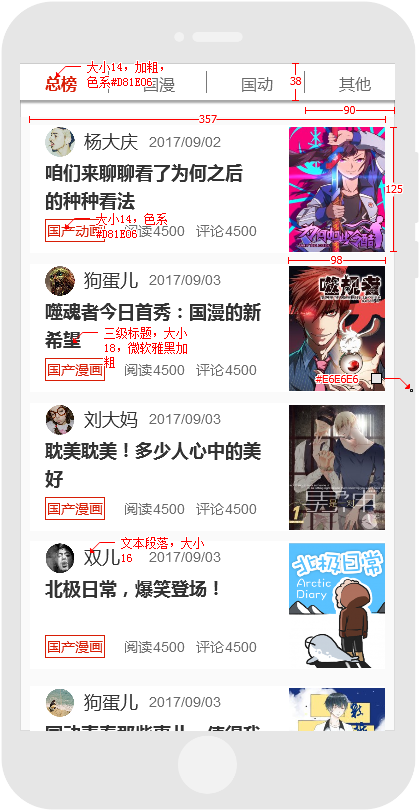 大小14，加粗，
色系#D81E06
总榜 国漫 国动 其他
38
90
357
杨大庆 2017/09/02
咱们来聊聊看了为何之后
的种种看法
大小14，色系
#D81E06
国产动画 阅读4500 评论4500
125
98
狗蛋儿 2017/09/03
噬魂者今日首秀：国漫的新
希望
三级标题，大小
18，微软雅黑加
粗
国产漫画 阅读4500 评论4500
#E6E6E6
刘大妈 2017/09/03
耽美耽美！多少人心中的美
好
国产漫画 阅读4500 评论4500
1
文本段落，大小
16
双儿 2017/09/03
北极日常，爆笑登场！
北极日常
Arctic
Diary
国产漫画 阅读4500 评论4500
狗蛋儿 2017/09/03